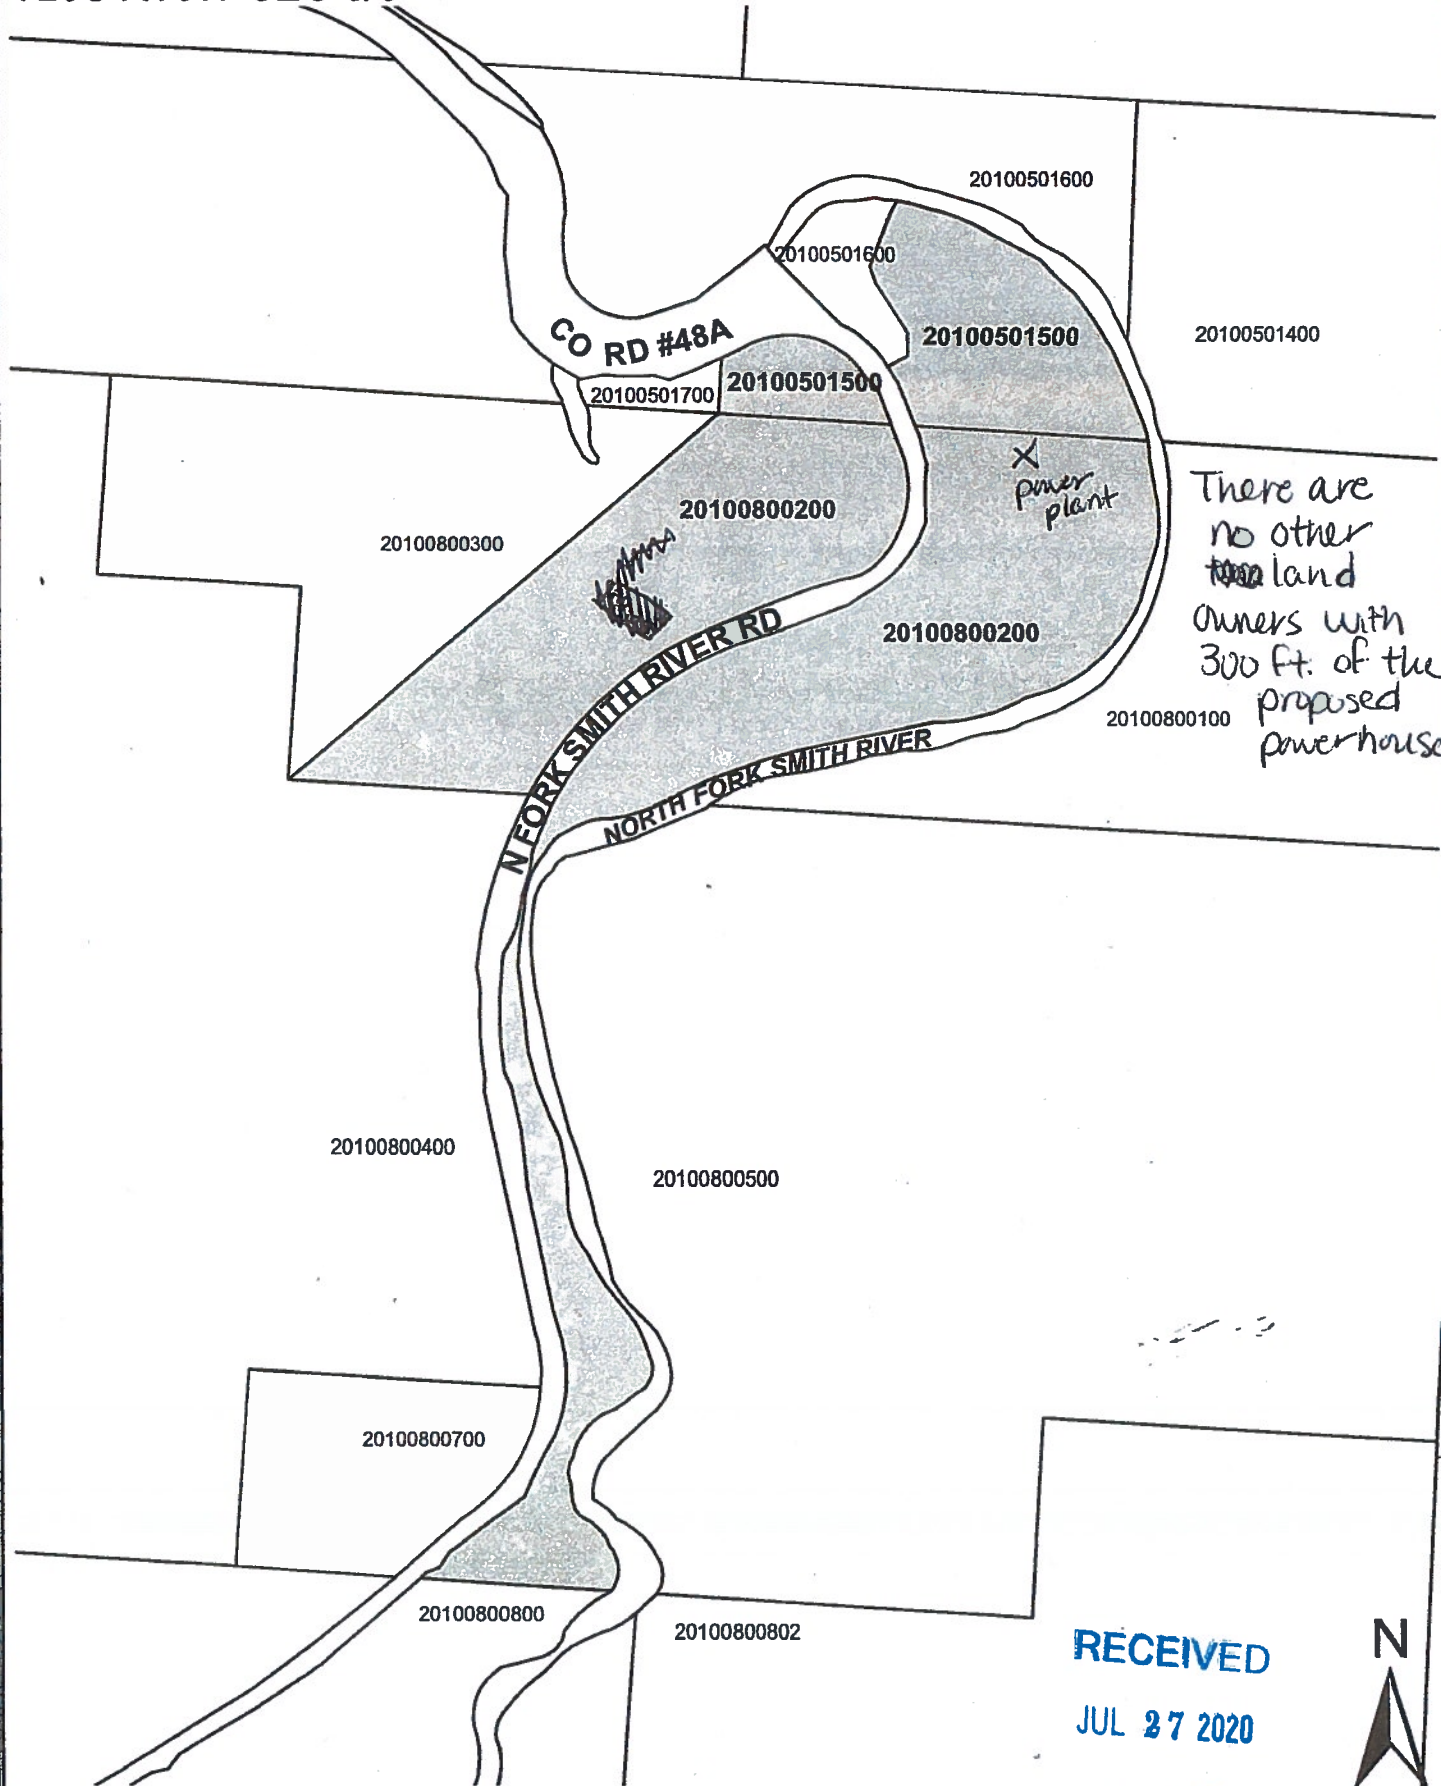 20100501600
20100501600
CO RD #48A
20100501500
20100501400
20100501500
20100501700
X
power
plant
20100800200
20100800300
There are
no other
land
owners with
300 ft. of the
proposed
powerhouse
20100800200
N FORK SMITH RIVER RD
20100800100
NORTH FORK SMITH RIVER
20100800400
20100800500
20100800700
20100800800
20100800802
RECEIVED
JUL 27 2020
N